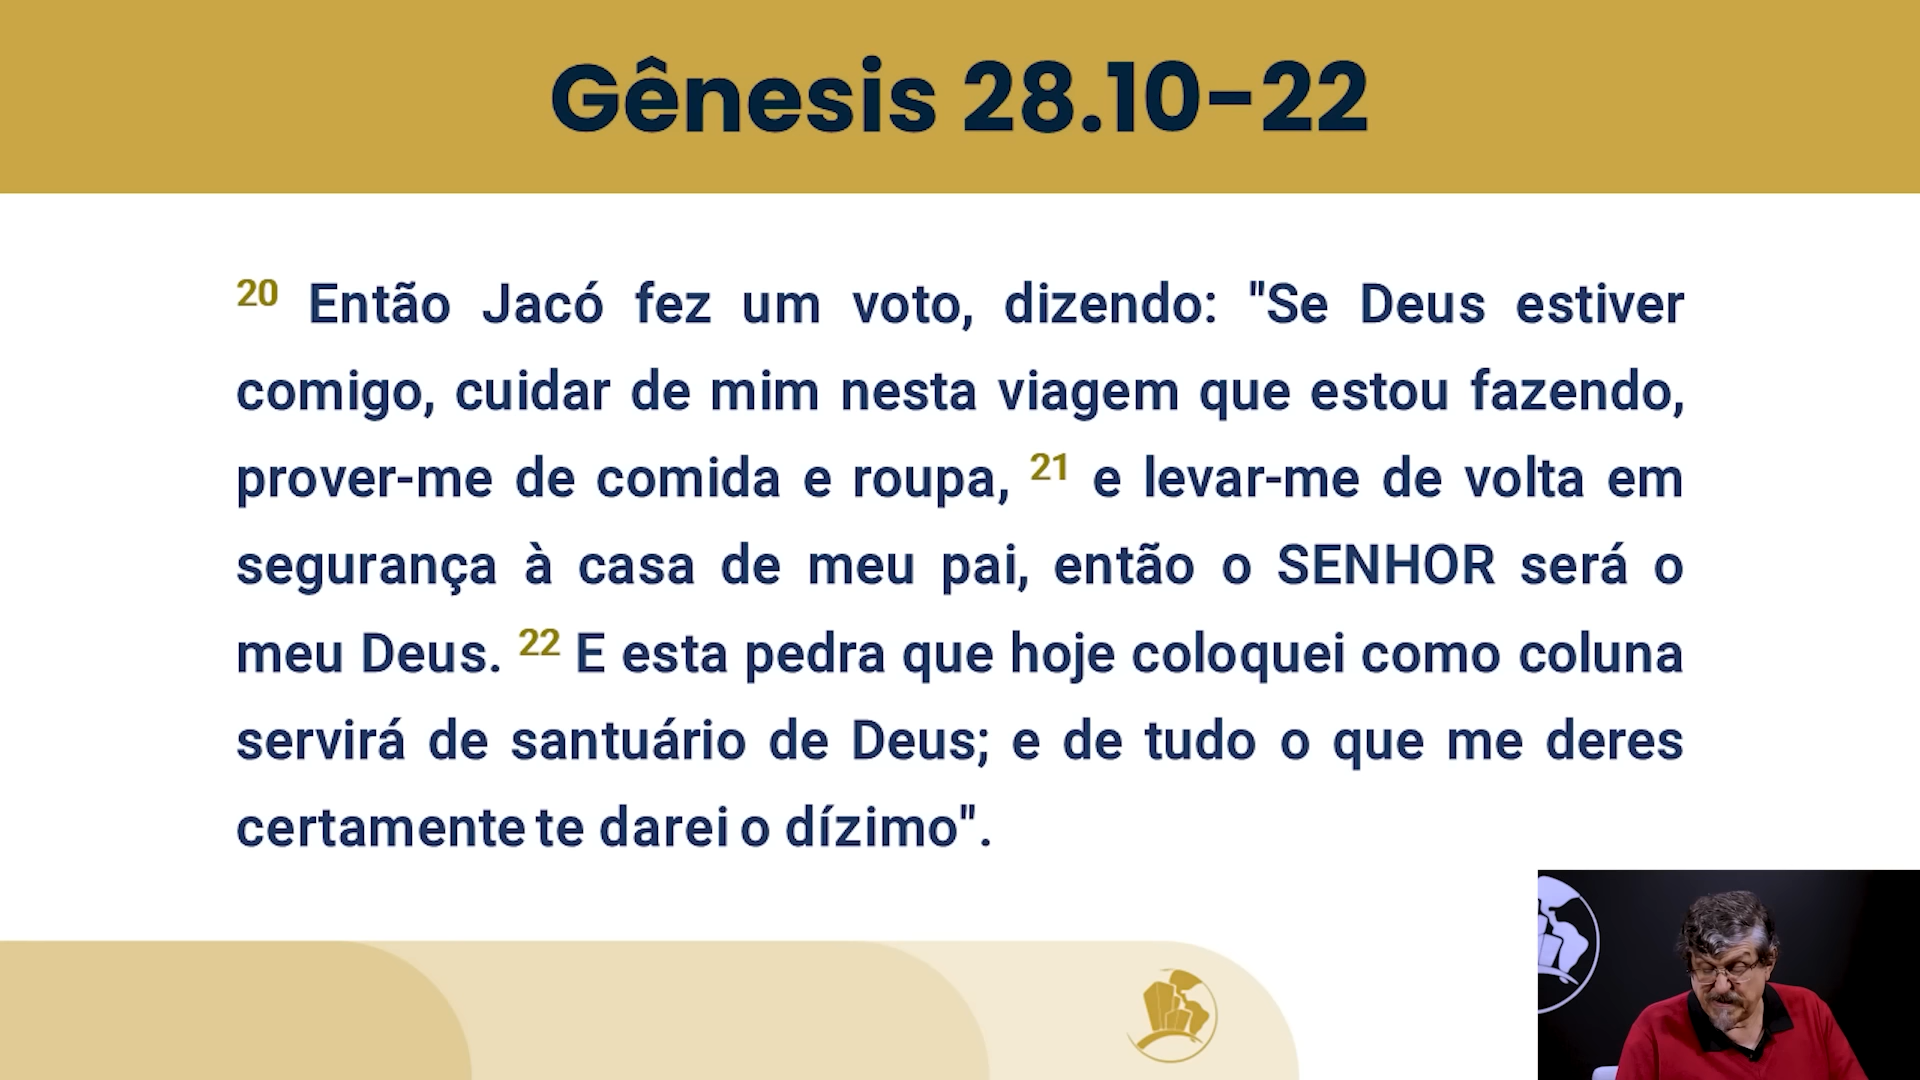 Gênesis 28.10-22
20 Então Jacó fez um voto, dizendo: "Se Deus estiver
comigo, cuidar de mim nesta viagem que estou fazendo,
prover-me de comida e roupa, 21 e levar-me de volta em
segurança à casa de meu pai, então o SENHOR será o
meu Deus. 22 E esta pedra que hoje coloquei como coluna
servirá de santuário de Deus; e de tudo o que me deres
certamente te darei o dízimo".